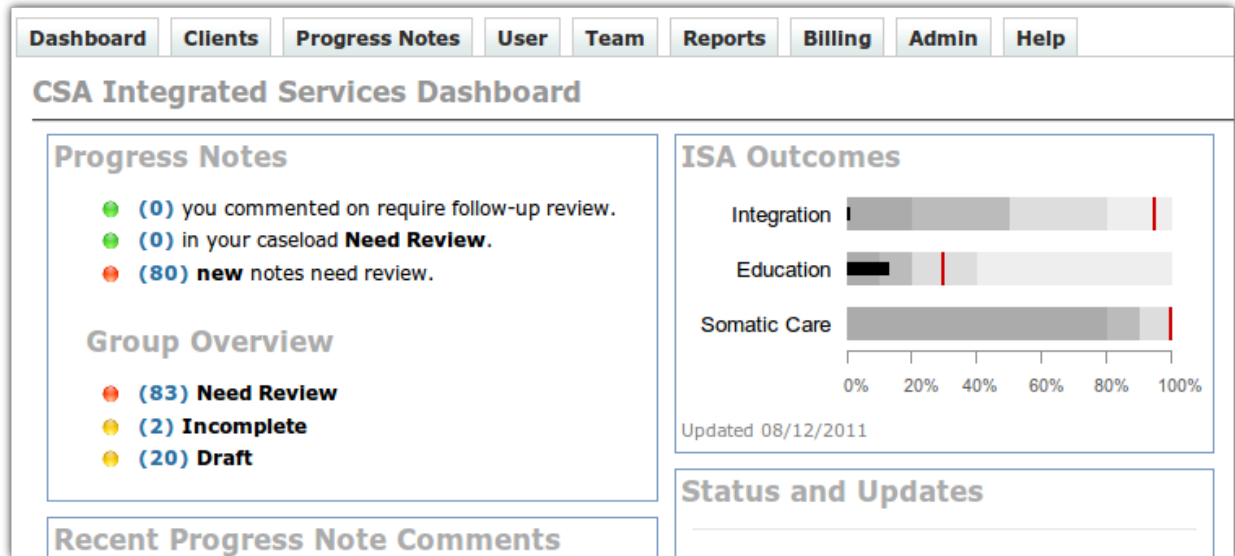 Dashboard Clients Progress Notes User Team Reports Billing Admin Help
CSA Integrated Services Dashboard
Progress Notes
(0) you commented on require follow-up review.
(0) in your caseload Need Review.
(80) new notes need review.
Group Overview
(83) Need Review
(2) Incomplete
(20) Draft
Recent Progress Note Comments
ISA Outcomes
Integration
Education
Somatic Care
0% 20% 40% 60% 80% 100%
Updated 08/12/2011
Status and Updates